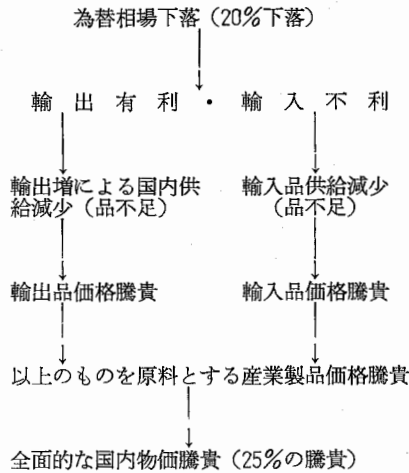 為替相場下落（20％下落）
輸出有利・輸入不利
輸出増による国内供
給減少（品不足）
輸入品供給減少
（品不足）
輸出品価格騰貴
輸入品価格騰貴
以上のものを原料とする産業製品価格騰貴
全面的な国内物価騰貴（25％の騰貴）